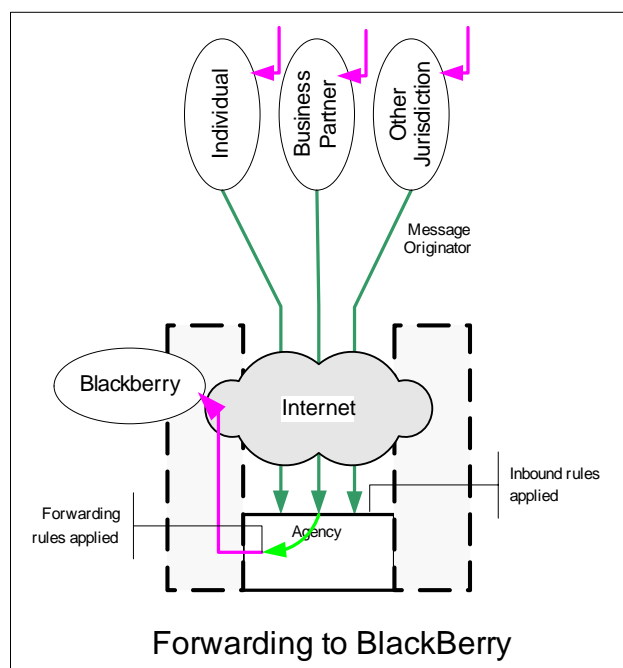 Individual
Business
Partner
Other
Jurisdiction
Message
Originator
Blackberry
Internet
Inbound rules
applied
Forwarding
rules applied
Agency
Forwarding to BlackBerry